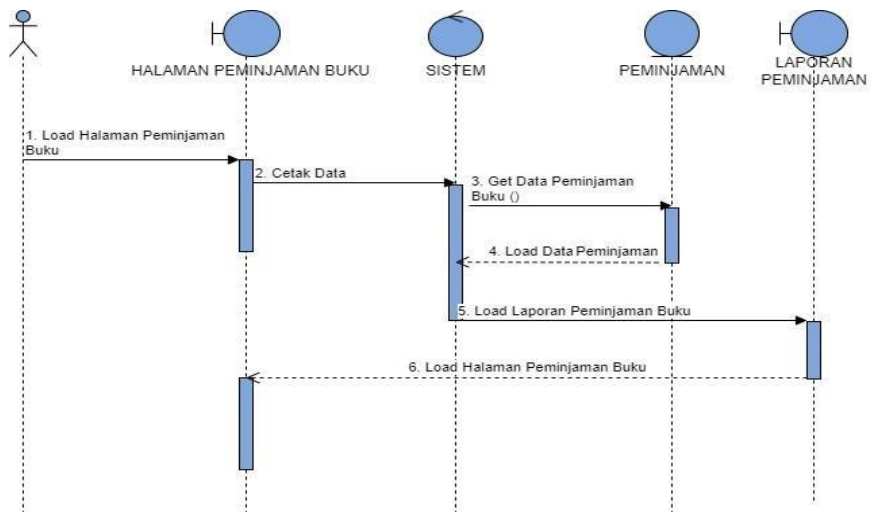 HALAMAN PEMINJAMAN BUKU
SISTEM
PEMINJAMAN
LAPORAN
PEMINJAMAN
1. Load Halaman Peminjaman
Buku
2. Cetak Data
3. Get Data Peminjaman
Buku ()
4. Load Data Peminjaman
5. Load Laporan Peminjaman Buku
6. Load Halaman Peminjaman Buku